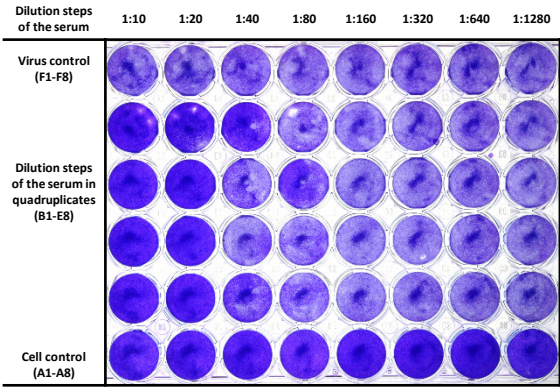 Dilution steps
of the serum
1:10 1:20 1:40 1:80 1:160 1:320 1:640 1:1280
Virus control
(F1-F8)
Dilution steps
of the serum in
quadruplicates
(B1-E8)
Cell control
(A1-A8)